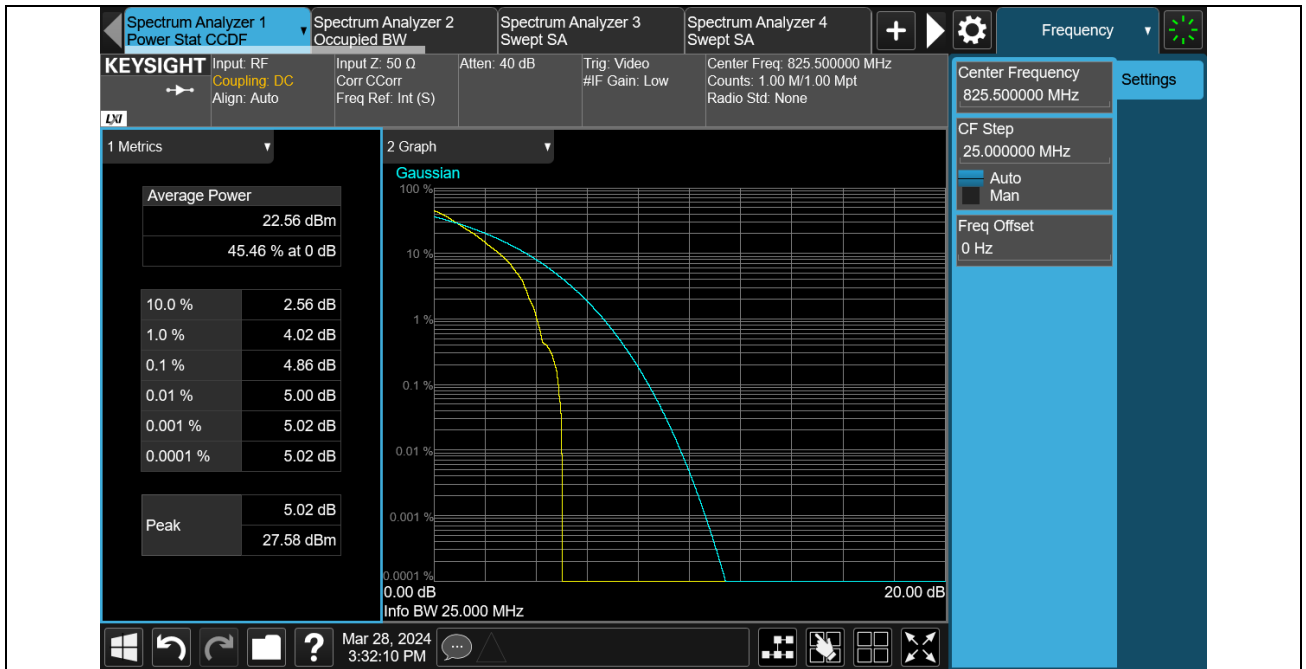 Spectrum Analyzer 1
Power Stat CCDF
Spectrum Analyzer 2
Occupied BW
Spectrum Analyzer 3
Swept SA
Spectrum Analyzer 4
Swept SA
+
Frequency
KEYSIGHT
LXI
Input: RF
Coupling: DC
Align: Auto
Input Z: 50 Ω
Corr CCorr
Freq Ref: Int (S)
Atten: 40 dB
Trig: Video
#IF Gain: Low
Center Freq: 825.500000 MHz
Counts: 1.00 M/1.00 Mpt
Radio Std: None
Center Frequency
825.500000 MHz
Settings
CF Step
25.000000 MHz
Auto
Man
Freq Offset
0 Hz
1 Metrics
Average Power
22.56 dBm
45.46 % at 0 dB
10.0 % 2.56 dB
1.0 % 4.02 dB
0.1 % 4.86 dB
0.01 % 5.00 dB
0.001 % 5.02 dB
0.0001 % 5.02 dB
Peak
5.02 dB
27.58 dBm
2 Graph
Gaussian
100 %
10 %
1 %
0.1 %
0.01 %
0.001 %
0.0001 %
0.00 dB
20.00 dB
Info BW 25.000 MHz
?
Mar 28, 2024
3:32:10 PM